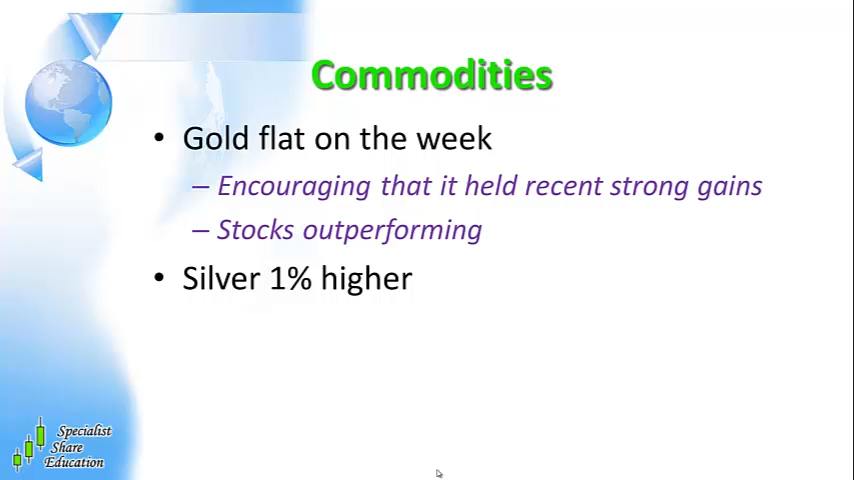 Commodities
• Gold flat on the week
– Encouraging that it held recent strong gains
– Stocks outperforming
• Silver 1% higher
Specialist
Share
Education